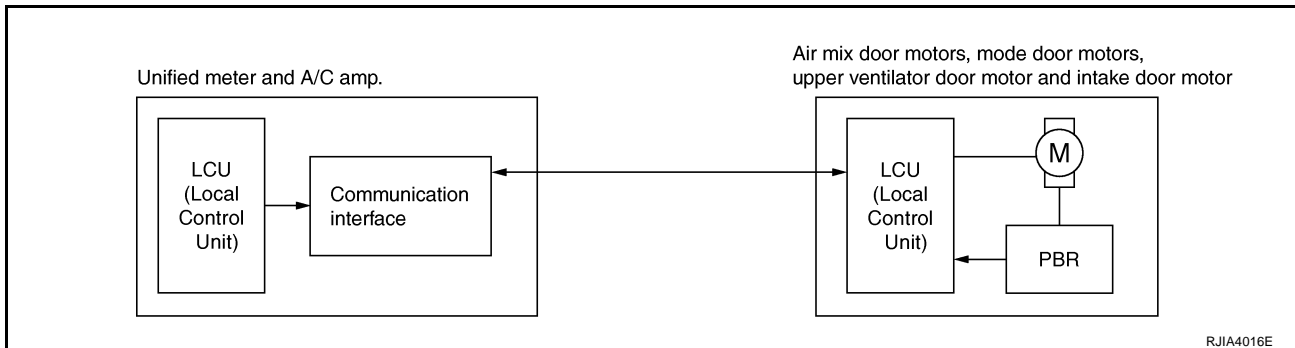 Air mix door motors, mode door motors,
upper ventilator door motor and intake door motor
Unified meter and A/C amp.
LCU
(Local
Control
Unit)
Communication
interface
LCU
(Local
Control
Unit)
M
PBR
RJIA4016E